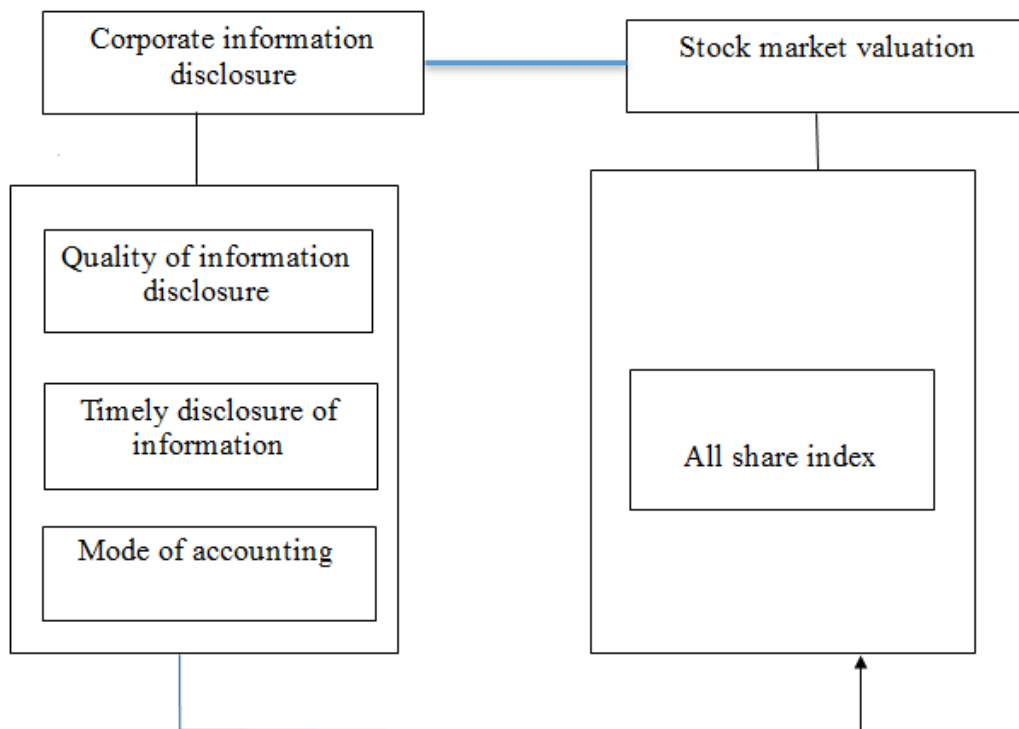 Corporate information
disclosure
Stock market valuation
Quality of information
disclosure
Timely disclosure of
information
Mode of accounting
All share index